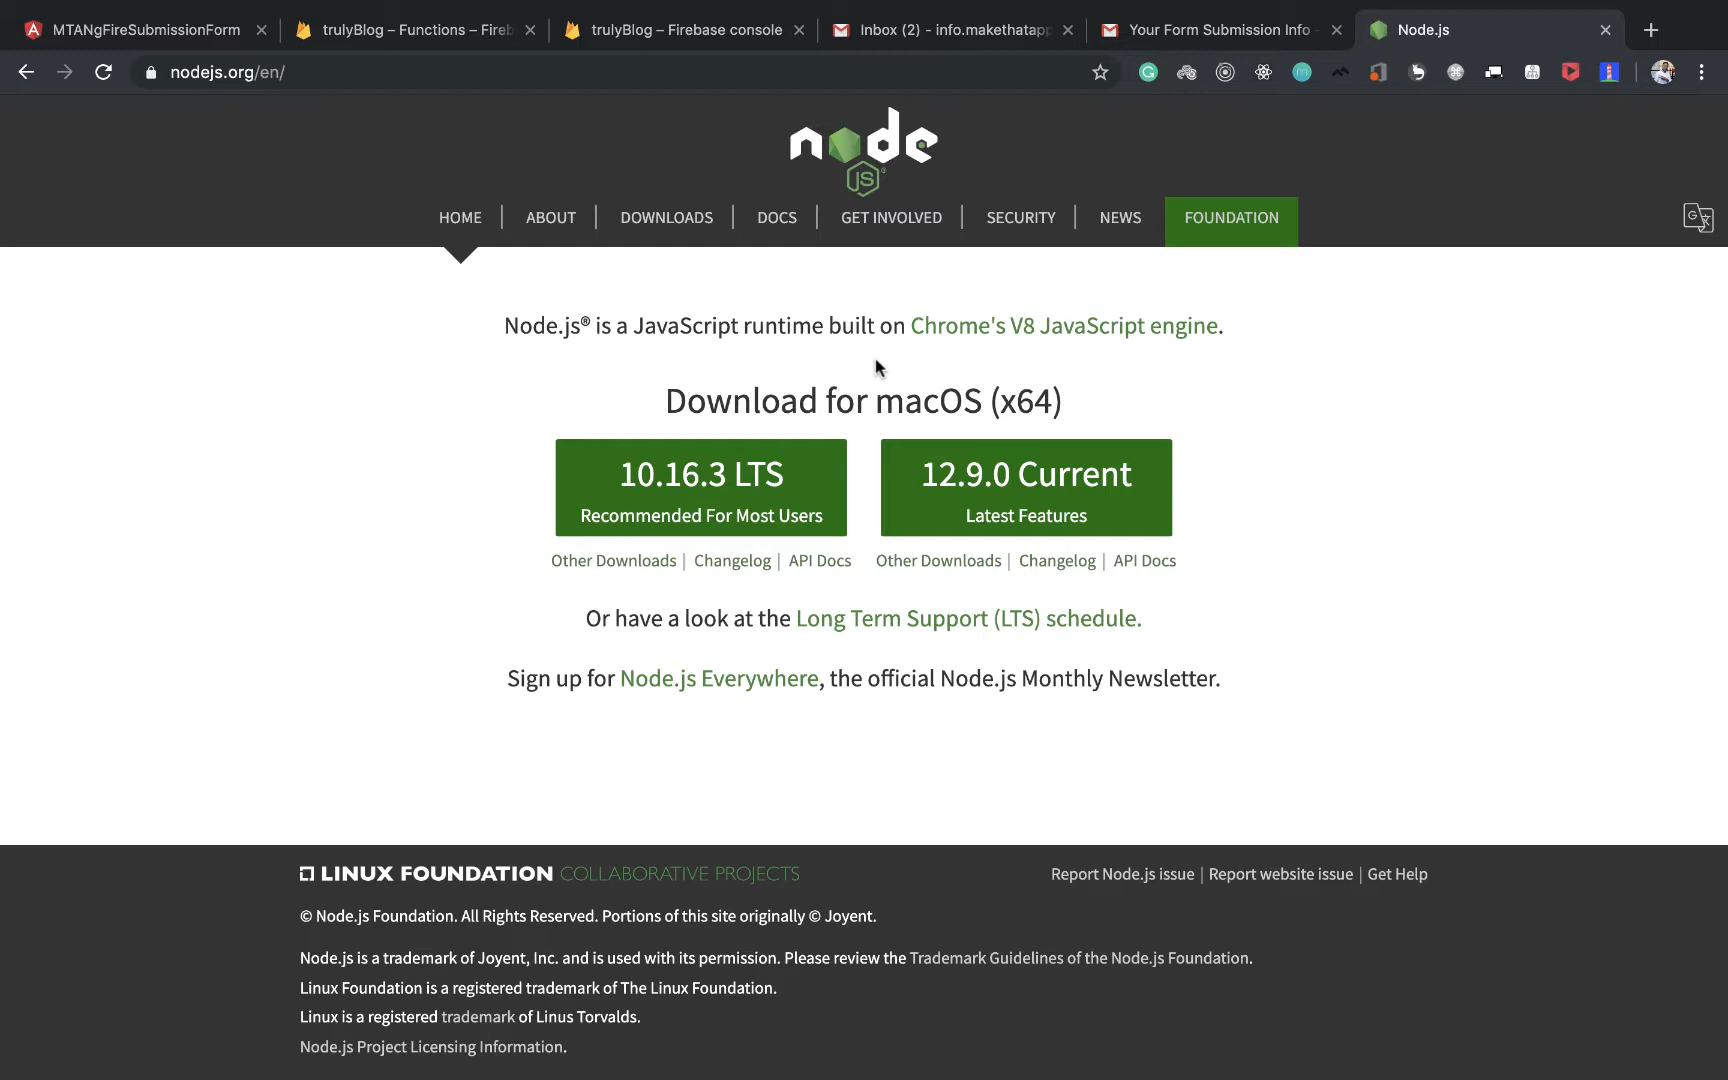 MTANgFireSubmissionForm
trulyBlog – Functions – Fireb
trulyBlog – Firebase console
Inbox (2) - info.makethatapp
Your Form Submission Info -
Node.js
nodejs.org/en/
node
JS
HOME
ABOUT
DOWNLOADS
DOCS
GET INVOLVED
SECURITY
NEWS
FOUNDATION
Node.js® is a JavaScript runtime built on Chrome's V8 JavaScript engine.
Download for macOS (x64)
10.16.3 LTS
Recommended For Most Users
12.9.0 Current
Latest Features
Other Downloads | Changelog | API Docs
Other Downloads | Changelog | API Docs
Or have a look at the Long Term Support (LTS) schedule.
Sign up for Node.js Everywhere, the official Node.js Monthly Newsletter.
LINUX FOUNDATION COLLABORATIVE PROJECTS
Report Node.js issue | Report website issue | Get Help
© Node.js Foundation. All Rights Reserved. Portions of this site originally © Joyent.
Node.js is a trademark of Joyent, Inc. and is used with its permission. Please review the Trademark Guidelines of the Node.js Foundation.
Linux Foundation is a registered trademark of The Linux Foundation.
Linux is a registered trademark of Linus Torvalds.
Node.js Project Licensing Information.